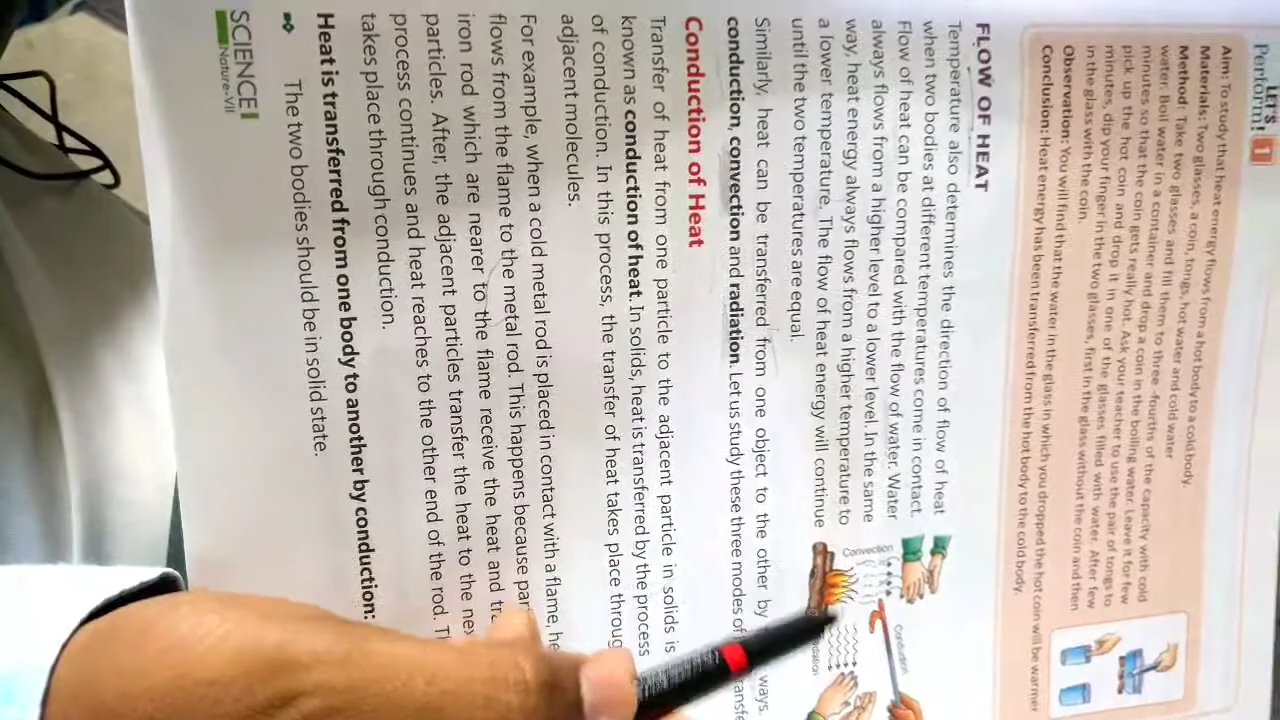 LET'S
Perform! 1
Aim: To study that heat energy flows from a hot body to a cold body.
Materials: Two glasses, a coin, tongs, hot water and cold water
Method: Take two glasses and fill them to three -fourths of the capacity with cold
water. Boil water in a container and drop a coin in the boiling water. Leave it for few
minutes so that the coin gets really hot. Ask your teacher to use the pair of tongs to
pick up the hot coin and drop it in one of the glasses filled with water. After few
minutes, dip your finger in the two glasses, first in the glass without the coin and then
in the glass with the coin.
Observation: You will find that the water in the glass in which you dropped the hot coin will be warmer
Conclusion: Heat energy has been transferred from the hot body to the cold body.
FLOW OF HEAT
Temperature also determines the direction of flow of heat
when two bodies at different temperatures come in contact.
Flow of heat can be compared with the flow of water. Water
always flows from a higher level to a lower level. In the same
way, heat energy always flows from a higher temperature to
a lower temperature. The flow of heat energy will continue
until the two temperatures are equal.
Convection
Conduction
Similarly, heat can be transferred from one object to the other by ways.
conduction, convection and radiation. Let us study these three modes of
Conduction of Heat
Transfer of heat from one particle to the adjacent particle in solids is
known as conduction of heat. In solids, heat is transferred by the process
of conduction. In this process, the transfer of heat takes place throug
adjacent molecules.
For example, when a cold metal rod is placed in contact with a flame, he
flows from the flame to the metal rod. This happens because par
iron rod which are nearer to the flame receive the heat and tra
particles. After, the adjacent particles transfer the heat to the nex
process continues and heat reaches to the other end of the rod. T
takes place through conduction.
Heat is transferred from one body to another by conduction:
The two bodies should be in solid state.
SCIENCE
Nature-VII